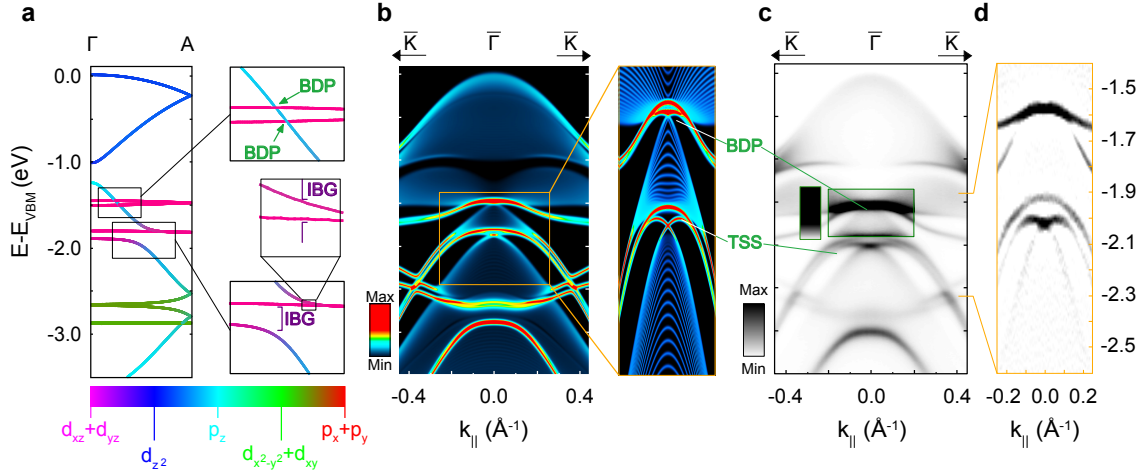 a
Γ A
E-E_VBM (eV)
0.0
-1.0
-2.0
-3.0
BDP
BDP
IBG
IBG
d_xz+d_yz
d_z²
p_z
d_x²-y²+d_xy
p_x+p_y
b
K̅ Γ̅ K̅
Max
Min
-0.4 0.0 0.4
k_|| (Å⁻¹)
BDP
TSS
c
K̅ Γ̅ K̅
Max
Min
-0.4 0.0 0.4
k_|| (Å⁻¹)
d
-1.5
-1.7
-1.9
-2.1
-2.3
-2.5
-0.2 0.0 0.2
k_|| (Å⁻¹)